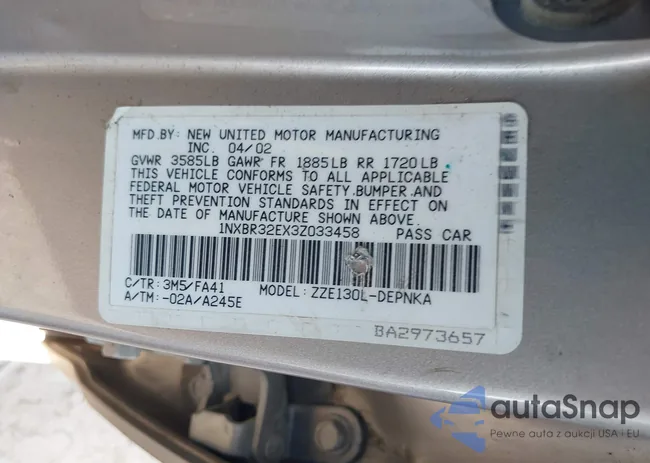 MFD.BY: NEW UNITED MOTOR MANUFACTURING
INC. 04/02
GVWR 3585LB GAWR FR 1885LB RR 1720LB
THIS VEHICLE CONFORMS TO ALL APPLICABLE
FEDERAL MOTOR VEHICLE SAFETY.BUMPER.AND
THEFT PREVENTION STANDARDS IN EFFECT ON
THE DATE OF MANUFACTURE SHOWN ABOVE.
1NXBR32EX3Z033458 PASS CAR
C/TR: 3M5/FA41 MODEL: ZZE130L-DEPNKA
A/TM: -02A/A245E
BA2973657
autaSnap
Pewne auta z aukcji USA i EU